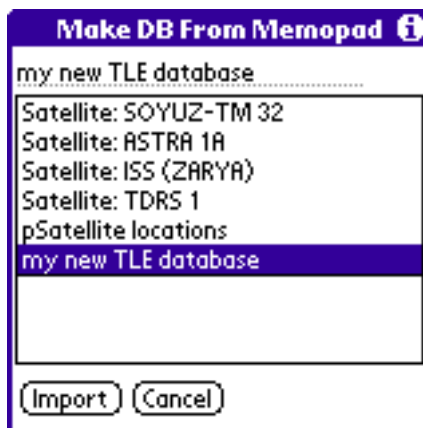 Make DB From Memopad i
my new TLE database
Satellite: SOYUZ-TM 32
Satellite: ASTRA 1A
Satellite: ISS (ZARYA)
Satellite: TDRS 1
pSatellite locations
my new TLE database
Import Cancel